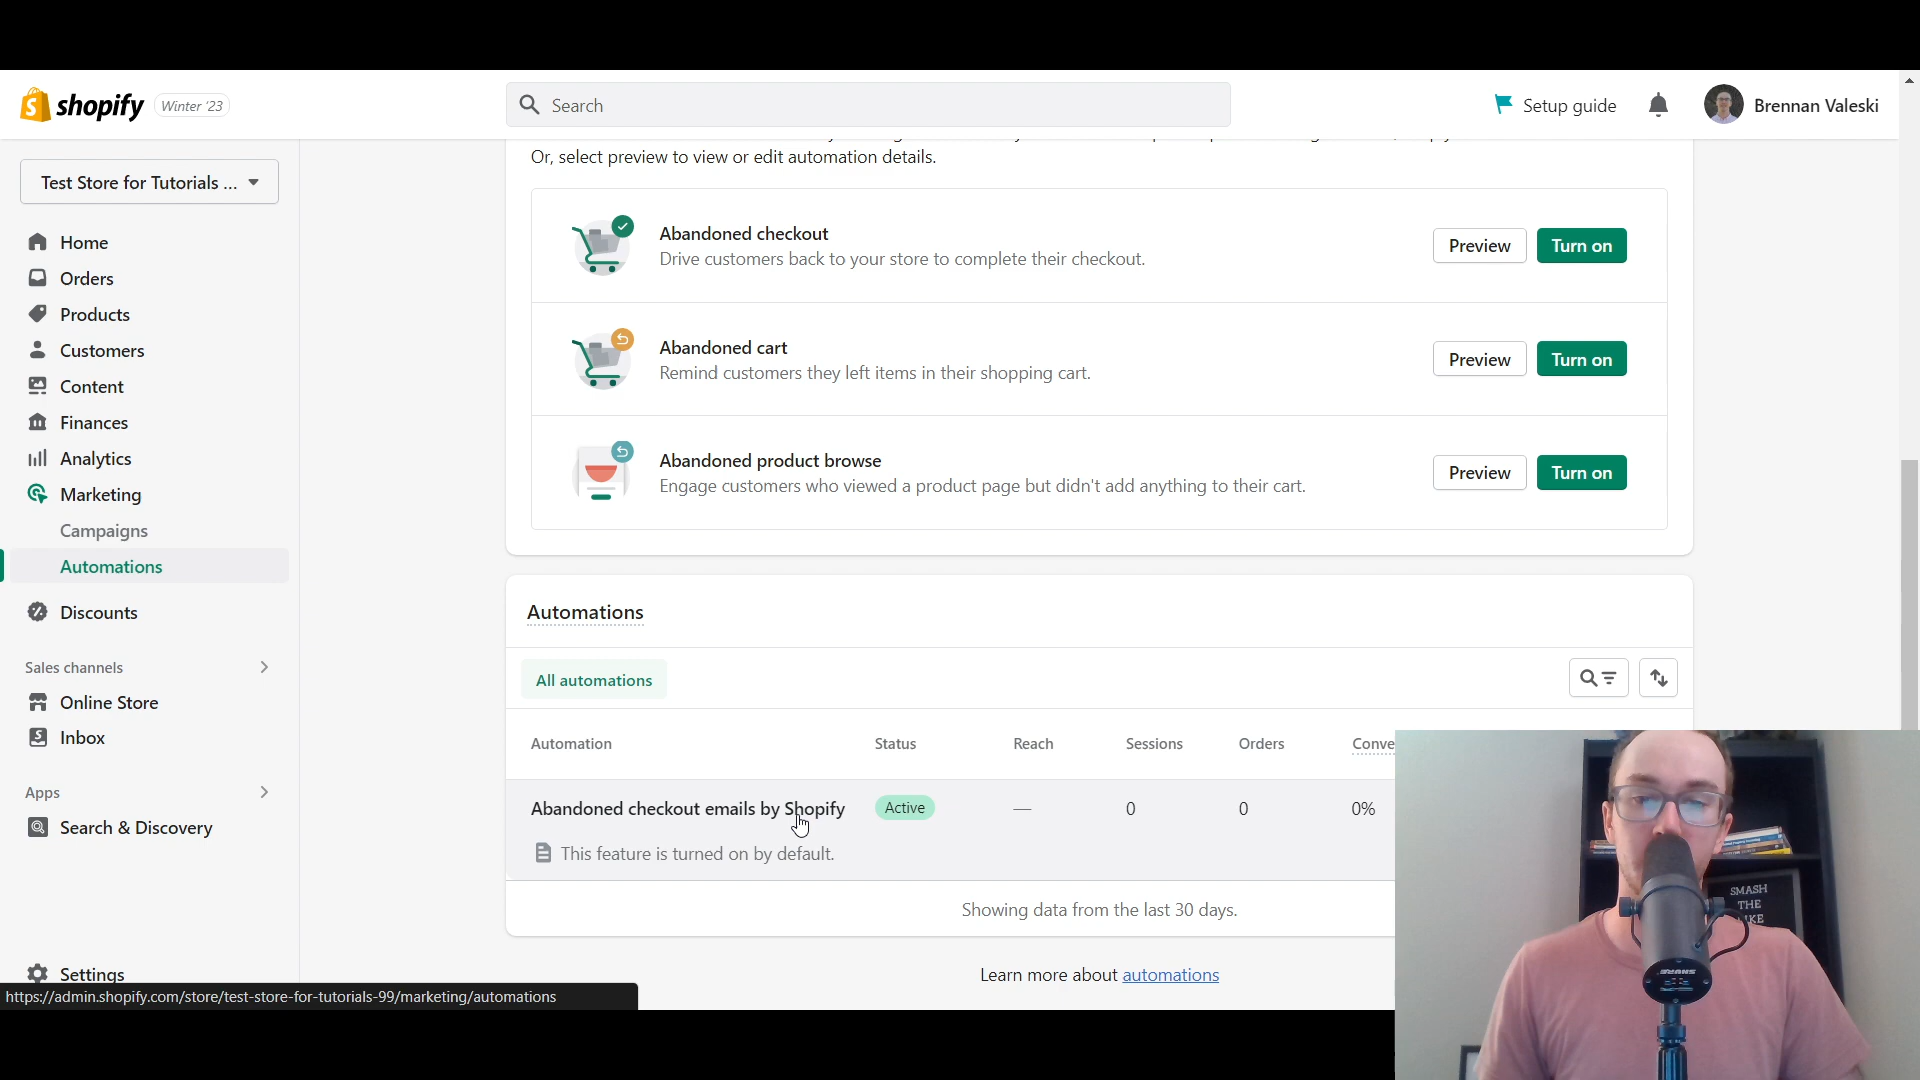 shopify
Winter '23
Search
Setup guide
Brennan Valeski
Test Store for Tutorials ...
Home
Orders
Products
Customers
Content
Finances
Analytics
Marketing
Campaigns
Automations
Discounts
Sales channels
Online Store
Inbox
Apps
Search & Discovery
Settings
https://admin.shopify.com/store/test-store-for-tutorials-99/marketing/automations
Or, select preview to view or edit automation details.
Abandoned checkout
Drive customers back to your store to complete their checkout.
Preview
Turn on
Abandoned cart
Remind customers they left items in their shopping cart.
Preview
Turn on
Abandoned product browse
Engage customers who viewed a product page but didn't add anything to their cart.
Preview
Turn on
Automations
All automations
Automation Status Reach Sessions Orders Conve
Abandoned checkout emails by Shopify Active — 0 0 0%
This feature is turned on by default.
Showing data from the last 30 days.
Learn more about automations
SMASH
THE
SHURE